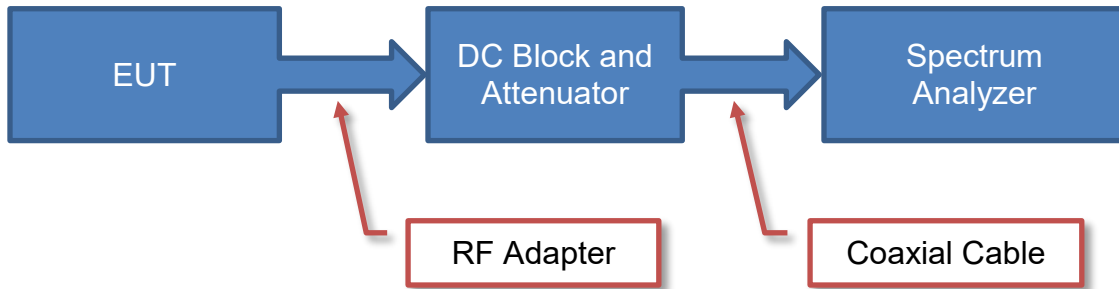 EUT
DC Block and
Attenuator
Spectrum
Analyzer
RF Adapter
Coaxial Cable